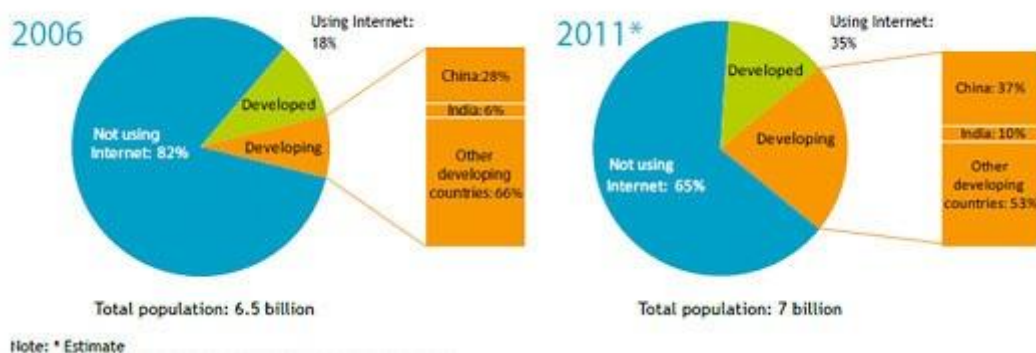 2006
Using Internet:
18%
Developed
Developing
Not using
Internet: 82%
China:28%
India: 6%
Other
developing
countries: 66%
Total population: 6.5 billion
2011*
Using Internet:
35%
Developed
Developing
Not using
Internet: 65%
China: 37%
India: 10%
Other
developing
countries: 53%
Total population: 7 billion
Note: * Estimate